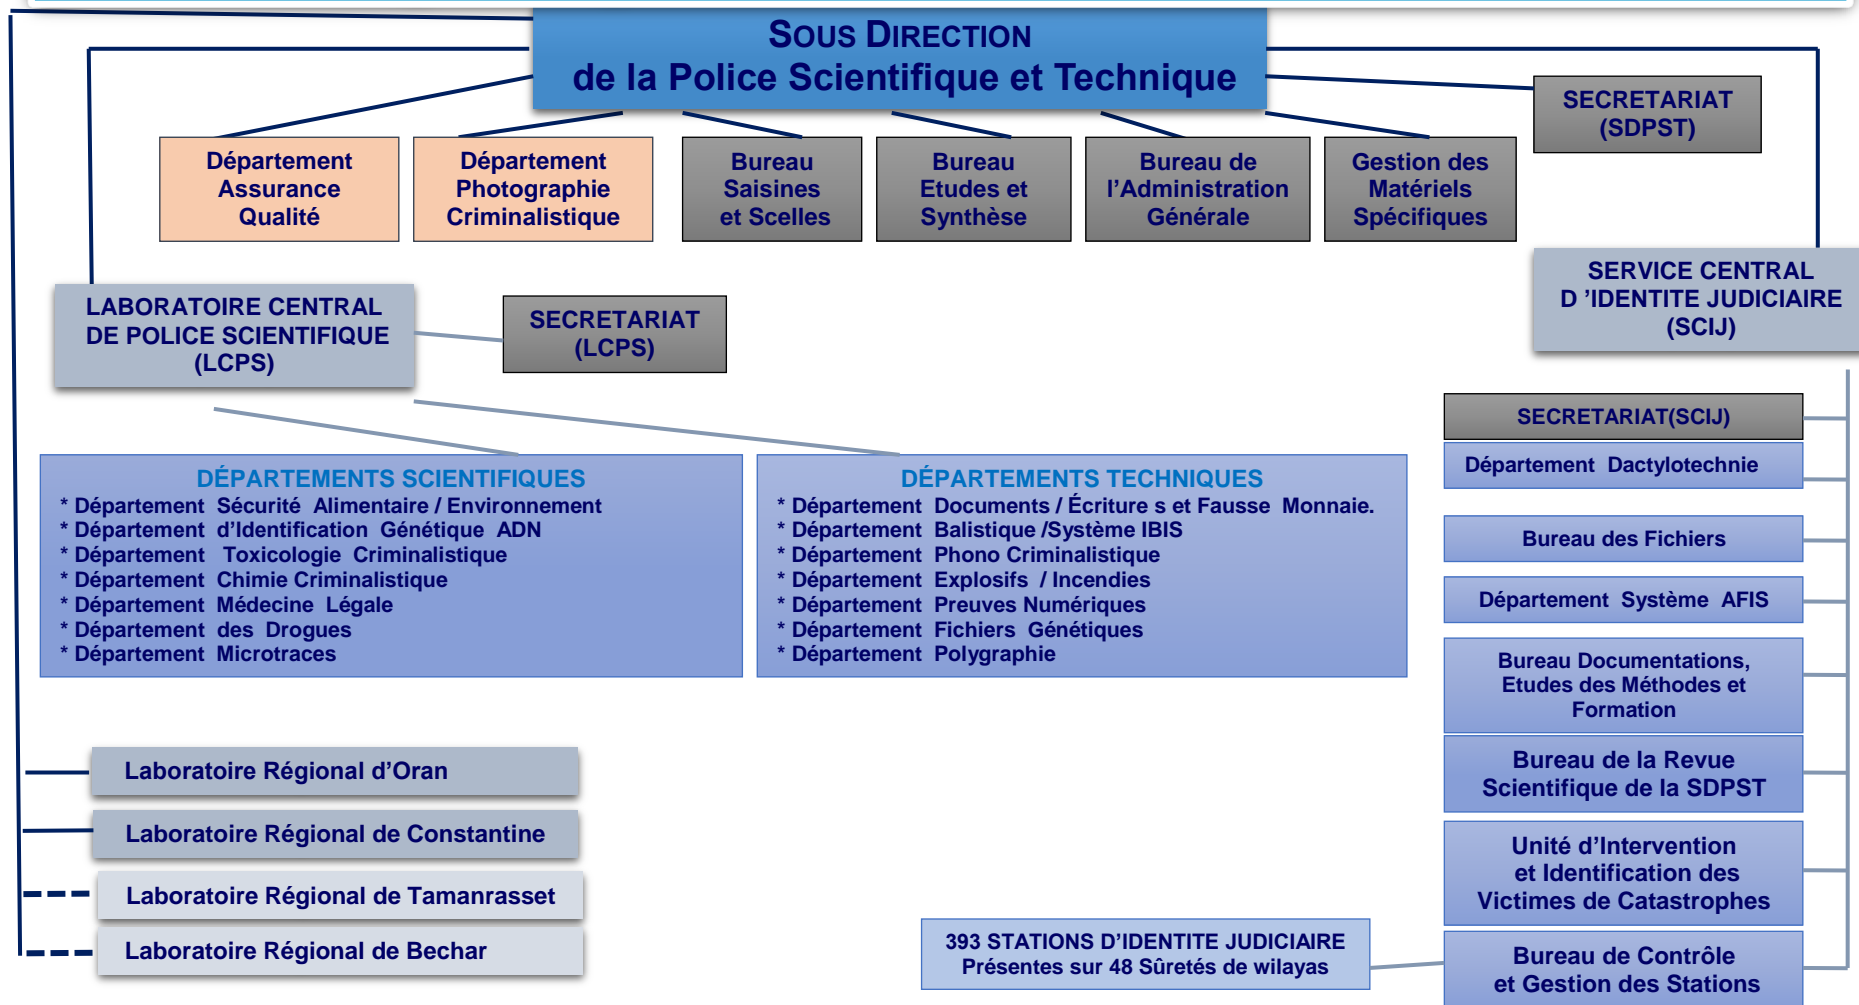 SOUS DIRECTION
de la Police Scientifique et Technique
SECRETARIAT
(SDPST)
Département
Assurance
Qualité
Département
Photographie
Criminalistique
Bureau
Saisines
et Scelles
Bureau
Etudes et
Synthèse
Bureau de
l’Administration
Générale
Gestion des
Matériels
Spécifiques
LABORATOIRE CENTRAL
DE POLICE SCIENTIFIQUE
(LCPS)
SECRETARIAT
(LCPS)
SERVICE CENTRAL
D ’IDENTITE JUDICIAIRE
(SCIJ)
DÉPARTEMENTS SCIENTIFIQUES
* Département Sécurité Alimentaire / Environnement
* Département d’Identification Génétique ADN
* Département Toxicologie Criminalistique
* Département Chimie Criminalistique
* Département Médecine Légale
* Département des Drogues
* Département Microtraces
DÉPARTEMENTS TECHNIQUES
* Département Documents / Écriture s et Fausse Monnaie.
* Département Balistique /Système IBIS
* Département Phono Criminalistique
* Département Explosifs / Incendies
* Département Preuves Numériques
* Département Fichiers Génétiques
* Département Polygraphie
SECRETARIAT(SCIJ)
Département Dactylotechnie
Bureau des Fichiers
Département Système AFIS
Bureau Documentations,
Etudes des Méthodes et
Formation
Bureau de la Revue
Scientifique de la SDPST
Unité d’Intervention
et Identification des
Victimes de Catastrophes
Bureau de Contrôle
et Gestion des Stations
393 STATIONS D’IDENTITE JUDICIAIRE
Présentes sur 48 Sûretés de wilayas
Laboratoire Régional d’Oran
Laboratoire Régional de Constantine
Laboratoire Régional de Tamanrasset
Laboratoire Régional de Bechar